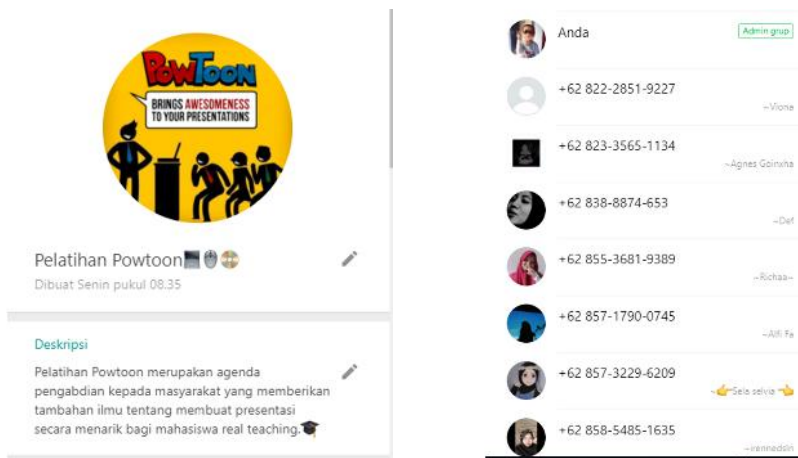 PowToon
BRINGS AWESOMENESS
TO YOUR PRESENTATIONS
Pelatihan Powtoon
Dibuat Senin pukul 08.35
Deskripsi
Pelatihan Powtoon merupakan agenda
pengabdian kepada masyarakat yang memberikan
tambahan ilmu tentang membuat presentasi
secara menarik bagi mahasiswa real teaching.
Anda
Admin grup
+62 822-2851-9227
~Viona
+62 823-3565-1134
~Agnes Goinxha
+62 838-8874-653
~Def
+62 855-3681-9389
~Richaa~
+62 857-1790-0745
~Alfi Fa
+62 857-3229-6209
~👉Sela selvia 👈
+62 858-5485-1635
~irennedsin